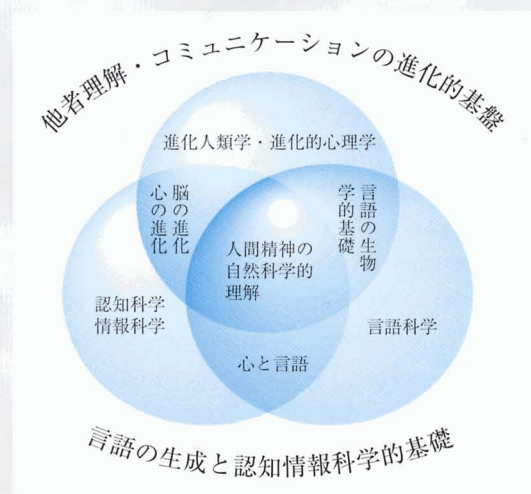 他者理解・コミュニケーションの進化的基盤
進化人類学・進化的心理学
脳の進化
心の進化
言語の生物
学的基礎
人間精神の
自然科学的
理解
認知科学
情報科学
言語科学
心と言語
言語の生成と認知情報科学的基礎